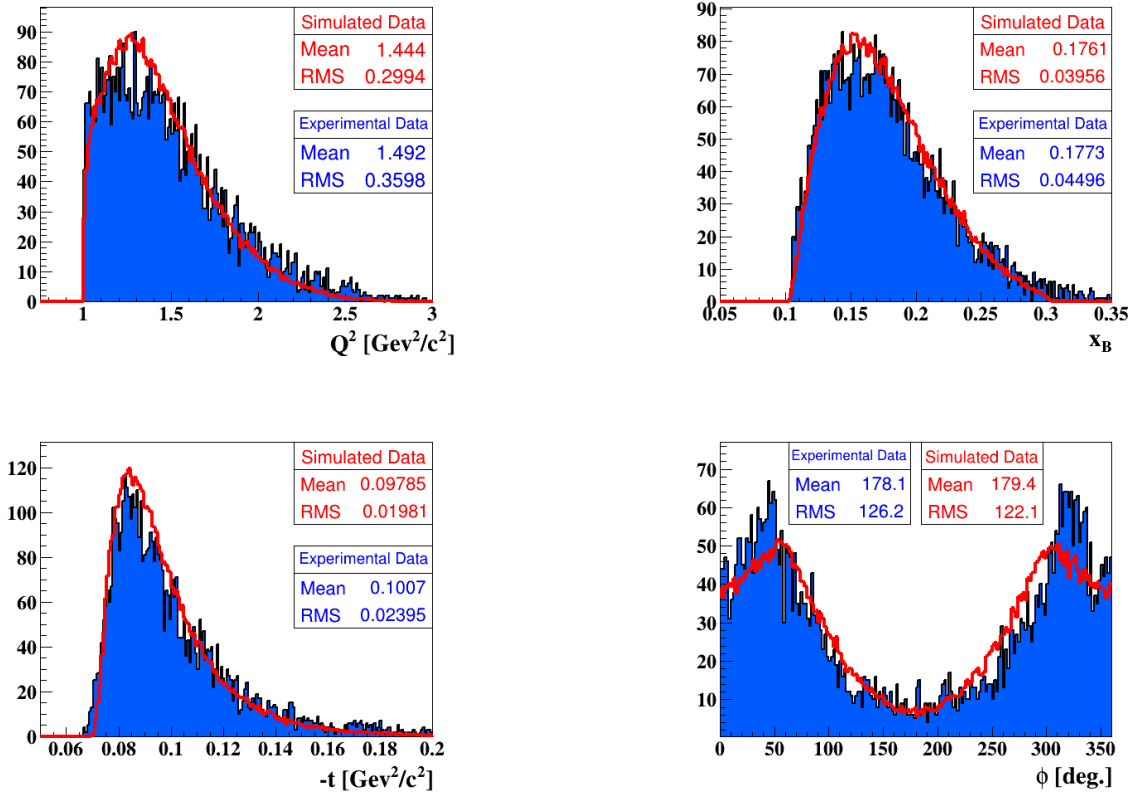 Simulated Data
Mean 1.444
RMS 0.2994
Experimental Data
Mean 1.492
RMS 0.3598
90
80
70
60
50
40
30
20
10
0
1 1.5 2 2.5 3
Q² [Gev²/c²]
Simulated Data
Mean 0.1761
RMS 0.03956
Experimental Data
Mean 0.1773
RMS 0.04496
90
80
70
60
50
40
30
20
10
0
0.05 0.1 0.15 0.2 0.25 0.3 0.35
x_B
Simulated Data
Mean 0.09785
RMS 0.01981
Experimental Data
Mean 0.1007
RMS 0.02395
120
100
80
60
40
20
0
0.06 0.08 0.1 0.12 0.14 0.16 0.18 0.2
-t [Gev²/c²]
Experimental Data
Mean 178.1
RMS 126.2
Simulated Data
Mean 179.4
RMS 122.1
70
60
50
40
30
20
10
0 50 100 150 200 250 300 350
ϕ [deg.]